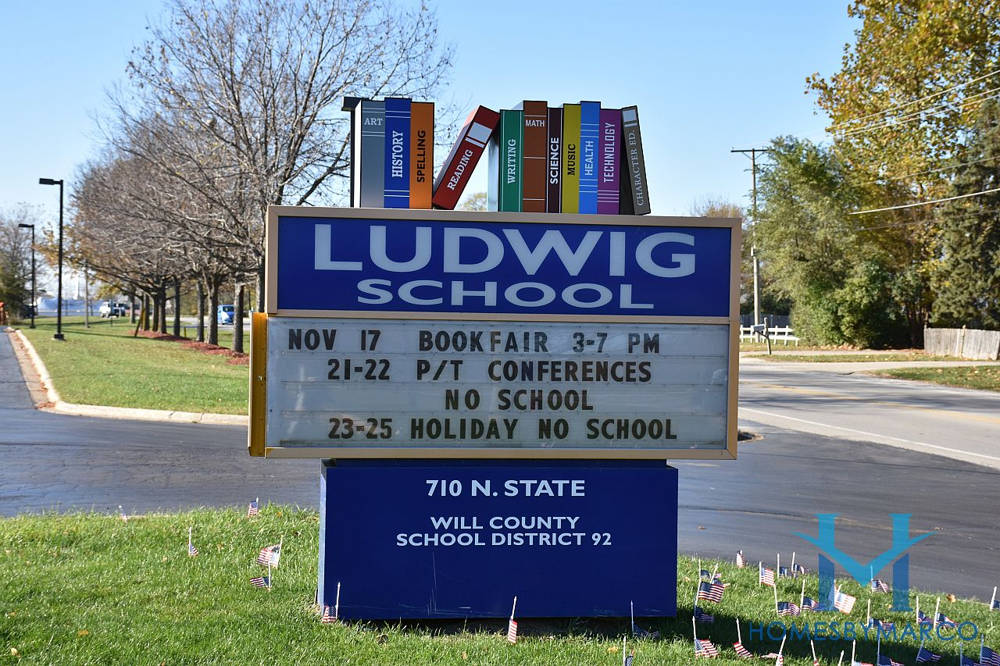 ART
HISTORY
SPELLING
READING
WRITING
MATH
SCIENCE
MUSIC
HEALTH
TECHNOLOGY
CHARACTER ED.
LUDWIG
SCHOOL
NOV 17 BOOKFAIR 3-7 PM
21-22 P/T CONFERENCES
NO SCHOOL
23-25 HOLIDAY NO SCHOOL
710 N. STATE
WILL COUNTY
SCHOOL DISTRICT 92
HOMESBYMARCO